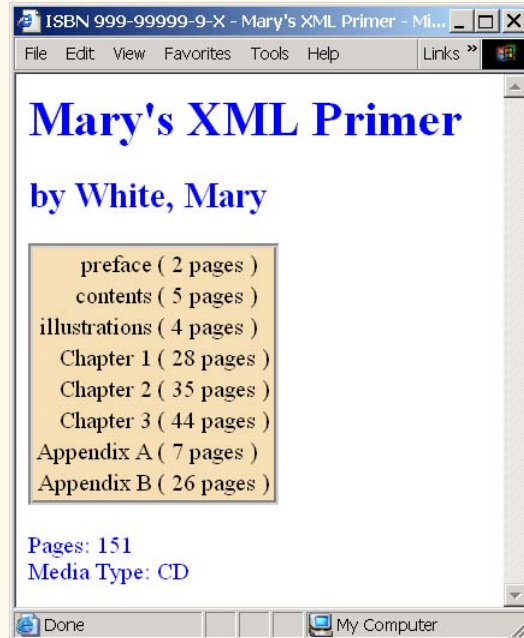 ISBN 999-99999-9-X - Mary's XML Primer - Mi...
File Edit View Favorites Tools Help Links »
Mary's XML Primer
by White, Mary
preface ( 2 pages )
contents ( 5 pages )
illustrations ( 4 pages )
Chapter 1 ( 28 pages )
Chapter 2 ( 35 pages )
Chapter 3 ( 44 pages )
Appendix A ( 7 pages )
Appendix B ( 26 pages )
Pages: 151
Media Type: CD
Done My Computer